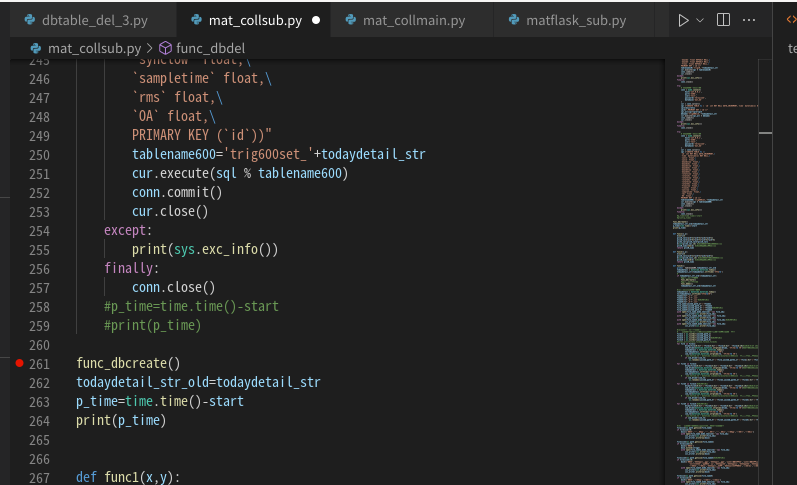 dbtable_del_3.py
mat_collsub.py
mat_collmain.py
matflask_sub.py
mat_collsub.py > func_dbdel
te
245 `synclow` float,\
246 `sampletime` float,\
247 `rms` float,\
248 `OA` float,\
249 PRIMARY KEY (`id`))"
250 tablename600='trig600set_'+todaydetail_str
251 cur.execute(sql % tablename600)
252 conn.commit()
253 cur.close()
254 except:
255 print(sys.exc_info())
256 finally:
257 conn.close()
258 #p_time=time.time()-start
259 #print(p_time)
260
261 func_dbcreate()
262 todaydetail_str_old=todaydetail_str
263 p_time=time.time()-start
264 print(p_time)
265
266
267 def func1(x,y):